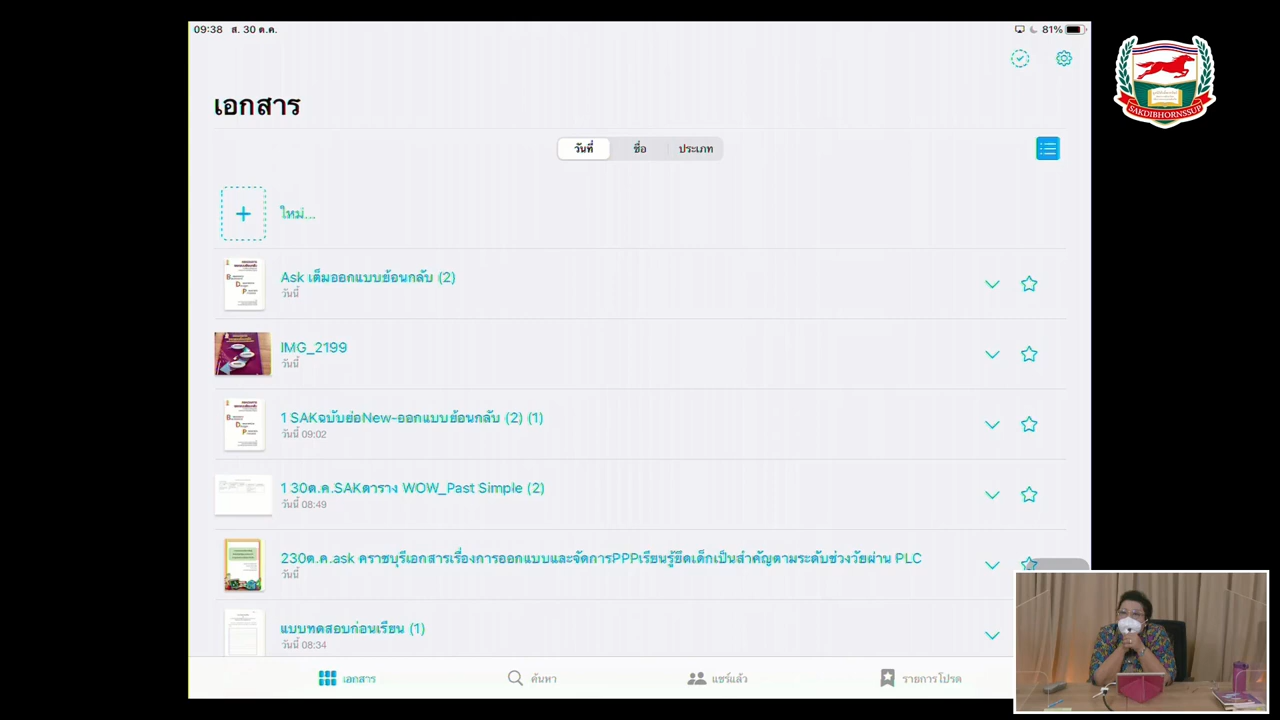 09:38 ส. 30 ต.ค.
81%
เอกสาร
วันที่ ชื่อ ประเภท
ใหม่...
Ask เต็มออกแบบย้อนกลับ (2)
วันนี้
IMG_2199
วันนี้
1 SAKฉบับย่อNew-ออกแบบย้อนกลับ (2) (1)
วันนี้ 09:02
1 30ต.ค.SAKตาราง WOW_Past Simple (2)
วันนี้ 08:49
230ต.ค.ask คราชบุรีเอกสารเรื่องการออกแบบและจัดการPPPเรียนรู้ยึดเด็กเป็นสำคัญตามระดับช่วงวัยผ่าน PLC
วันนี้
แบบทดสอบก่อนเรียน (1)
วันนี้ 08:34
เอกสาร ค้นหา แชร์แล้ว รายการโปรด
SAKDIBHORNSSUP